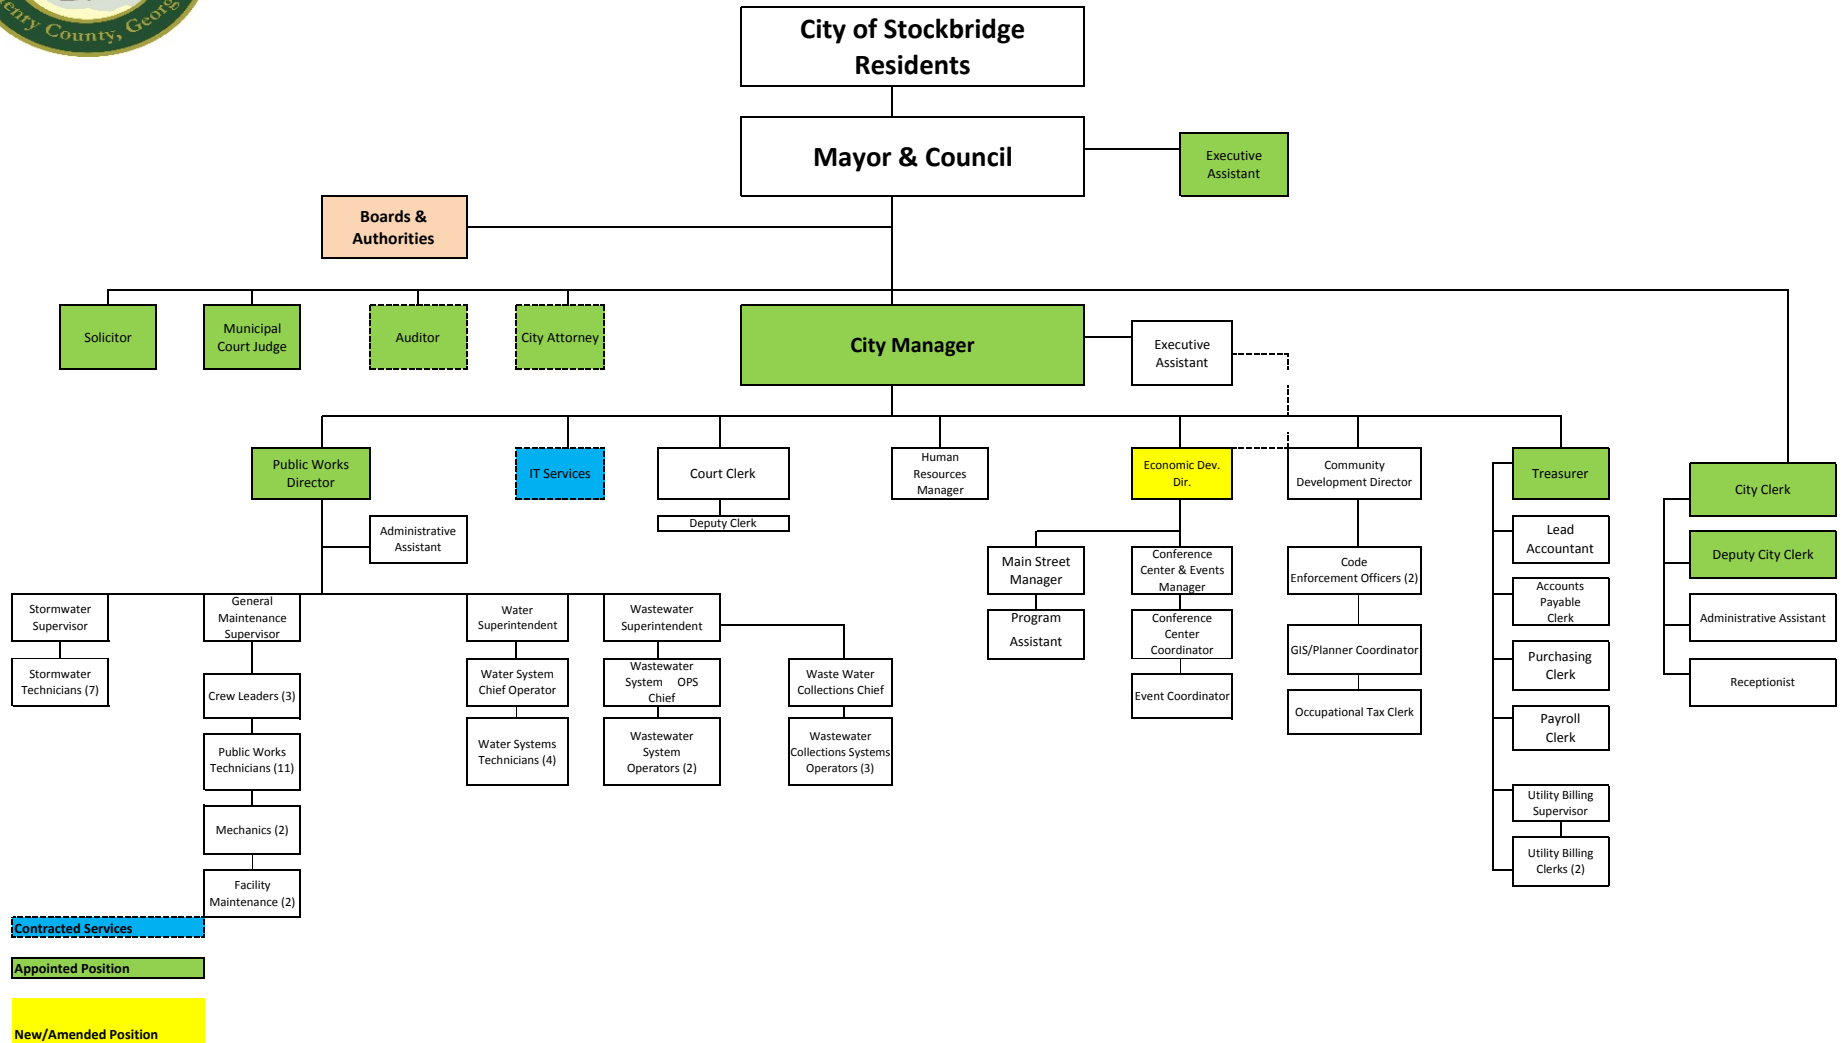 enry County, Georg
City of Stockbridge
Residents
Mayor & Council
Executive
Assistant
Boards &
Authorities
Solicitor
Municipal
Court Judge
Auditor
City Attorney
City Manager
Executive
Assistant
Public Works
Director
IT Services
Court Clerk
Human
Resources
Manager
Economic Dev.
Dir.
Community
Development Director
Treasurer
City Clerk
Deputy Clerk
Administrative
Assistant
Lead
Accountant
Deputy City Clerk
Main Street
Manager
Conference
Center & Events
Manager
Code
Enforcement Officers (2)
Accounts
Payable
Clerk
Administrative Assistant
Stormwater
Supervisor
General
Maintenance
Supervisor
Water
Superintendent
Wastewater
Superintendent
Program
Assistant
Conference
Center
Coordinator
GIS/Planner Coordinator
Purchasing
Clerk
Receptionist
Stormwater
Technicians (7)
Crew Leaders (3)
Water System
Chief Operator
Wastewater
System OPS
Chief
Waste Water
Collections Chief
Event Coordinator
Occupational Tax Clerk
Payroll
Clerk
Public Works
Technicians (11)
Water Systems
Technicians (4)
Wastewater
System
Operators (2)
Wastewater
Collections Systems
Operators (3)
Utility Billing
Supervisor
Mechanics (2)
Utility Billing
Clerks (2)
Facility
Maintenance (2)
Contracted Services
Appointed Position
New/Amended Position